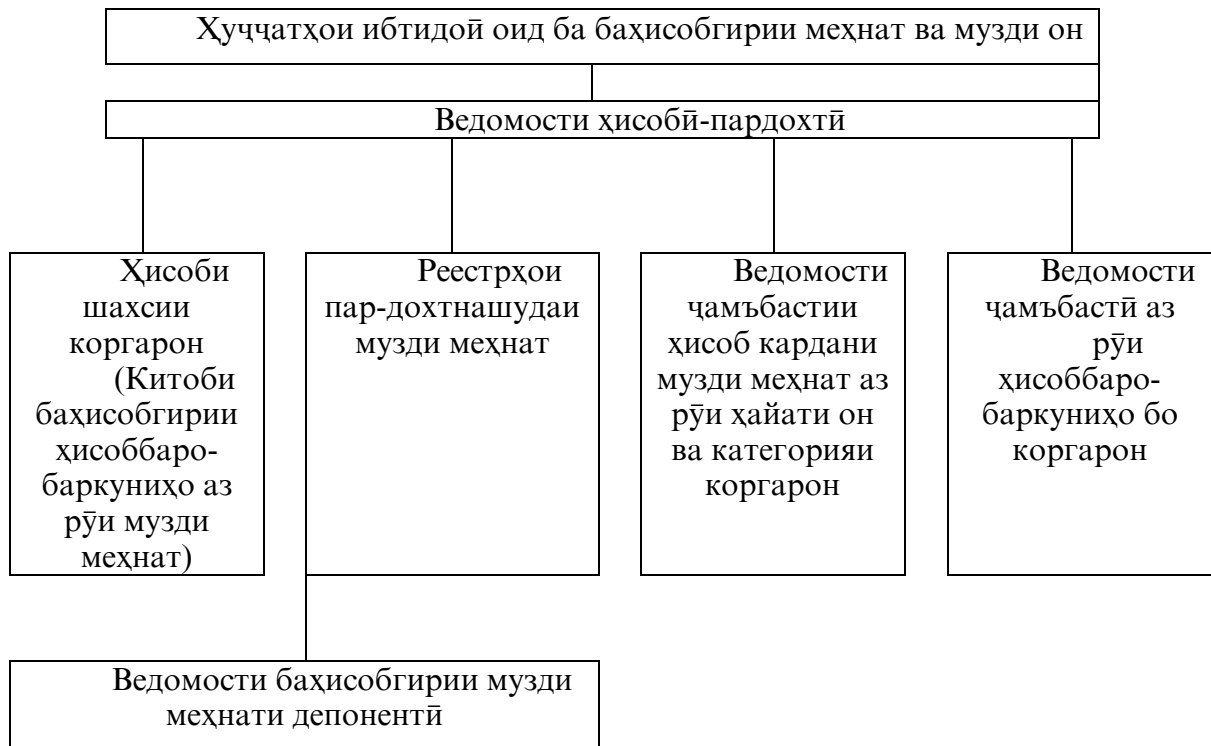 Ҳуҷҷатҳои ибтидоӣ оид ба баҳисобгирии меҳнат ва музди он
Ведомости ҳисобӣ-пардохтӣ
Ҳисоби
шахсии
коргарон
(Китоби
баҳисобгирии
ҳисоббаро-
баркуниҳо аз
рӯи музди
меҳнат)
Реестрҳои
пар-дохтнашудаи
музди меҳнат
Ведомости
ҷамъбастии
ҳисоб кардани
музди меҳнат аз
рӯи ҳайати он
ва категорияи
коргарон
Ведомости
ҷамъбастӣ аз
рӯи
ҳисоббаро-
баркуниҳо бо
коргарон
Ведомости баҳисобгирии музди
меҳнати депонентӣ